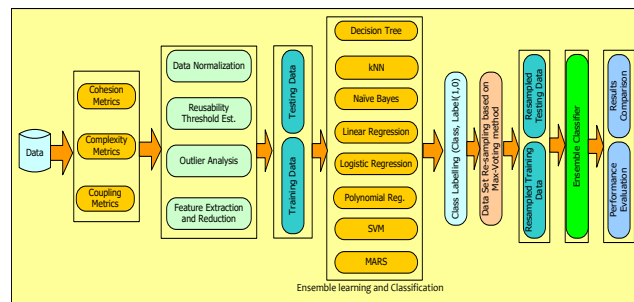 Data
Cohesion
Metrics
Complexity
Metrics
Coupling
Metrics
Data Normalization
Reusability
Threshold Est.
Outlier Analysis
Feature Extraction
and Reduction
Testing Data
Training Data
Decision Tree
kNN
Naïve Bayes
Linear Regression
Logistic Regression
Polynomial Reg.
SVM
MARS
Ensemble learning and Classification
Class Labelling (Class, Label(1,0)
Data Set Re-sampling based on
Max-Voting method
Resampled
Testing Data
Resampled Training
Data
Ensemble Classifier
Results
Comparison
Performance
Evaluation